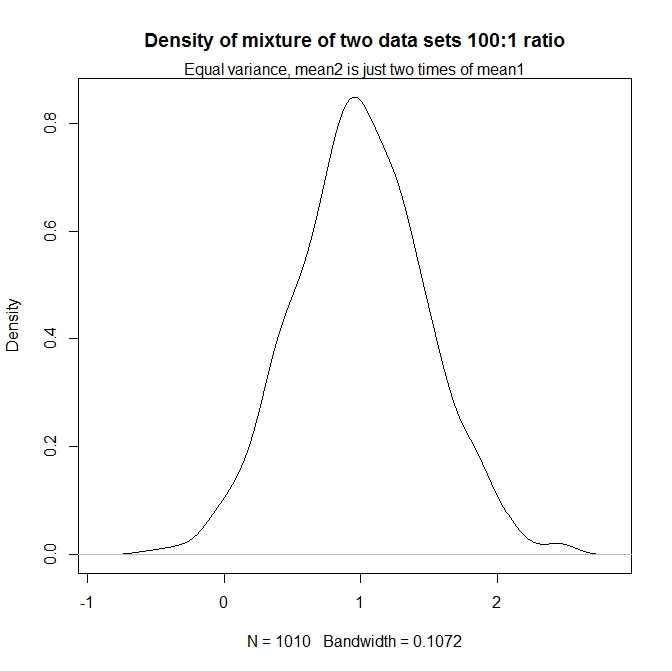 Density of mixture of two data sets 100:1 ratio
Equal variance, mean2 is just two times of mean1
Density
0.8
0.6
0.4
0.2
0.0
-1 0 1 2
N = 1010 Bandwidth = 0.1072